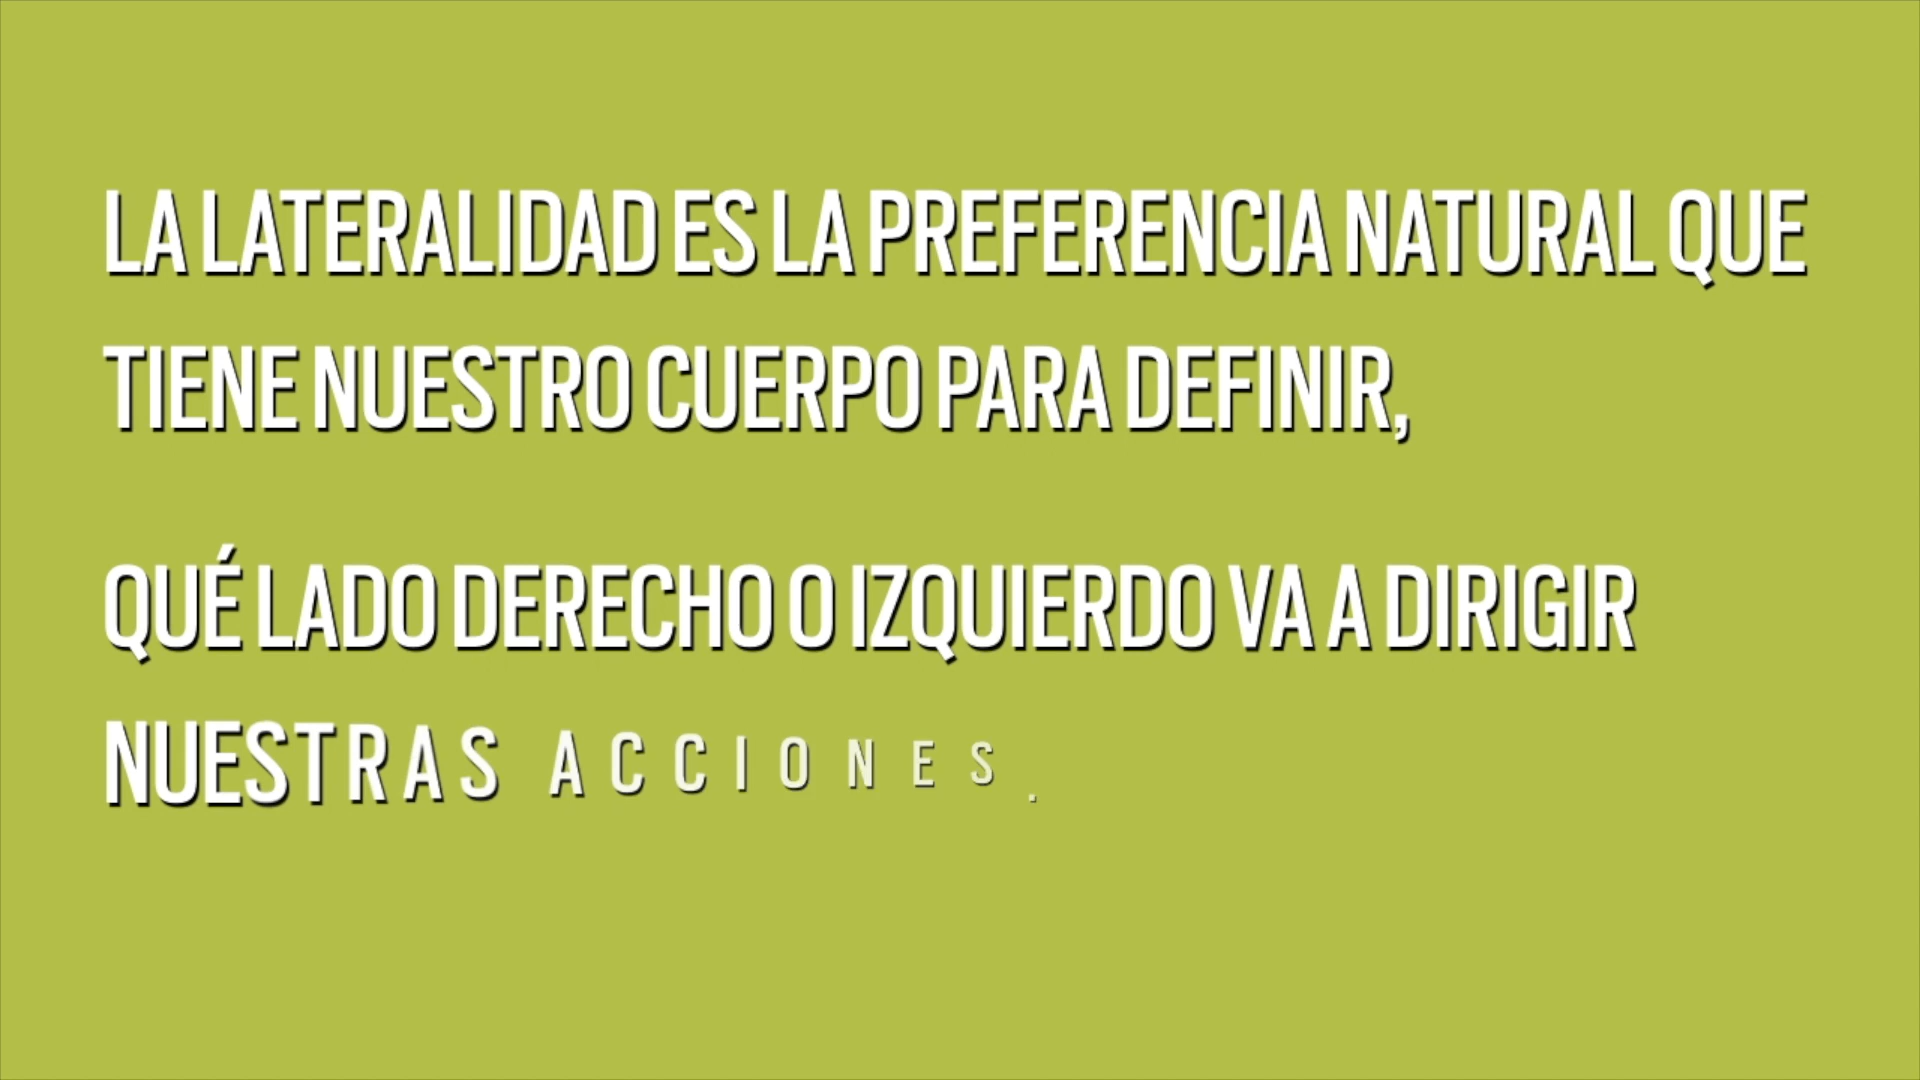 LA LATERALIDAD ES LA PREFERENCIA NATURAL QUE
TIENE NUESTRO CUERPO PARA DEFINIR,
QUÉ LADO DERECHO O IZQUIERDO VA A DIRIGIR
NUESTRAS ACCIONES.